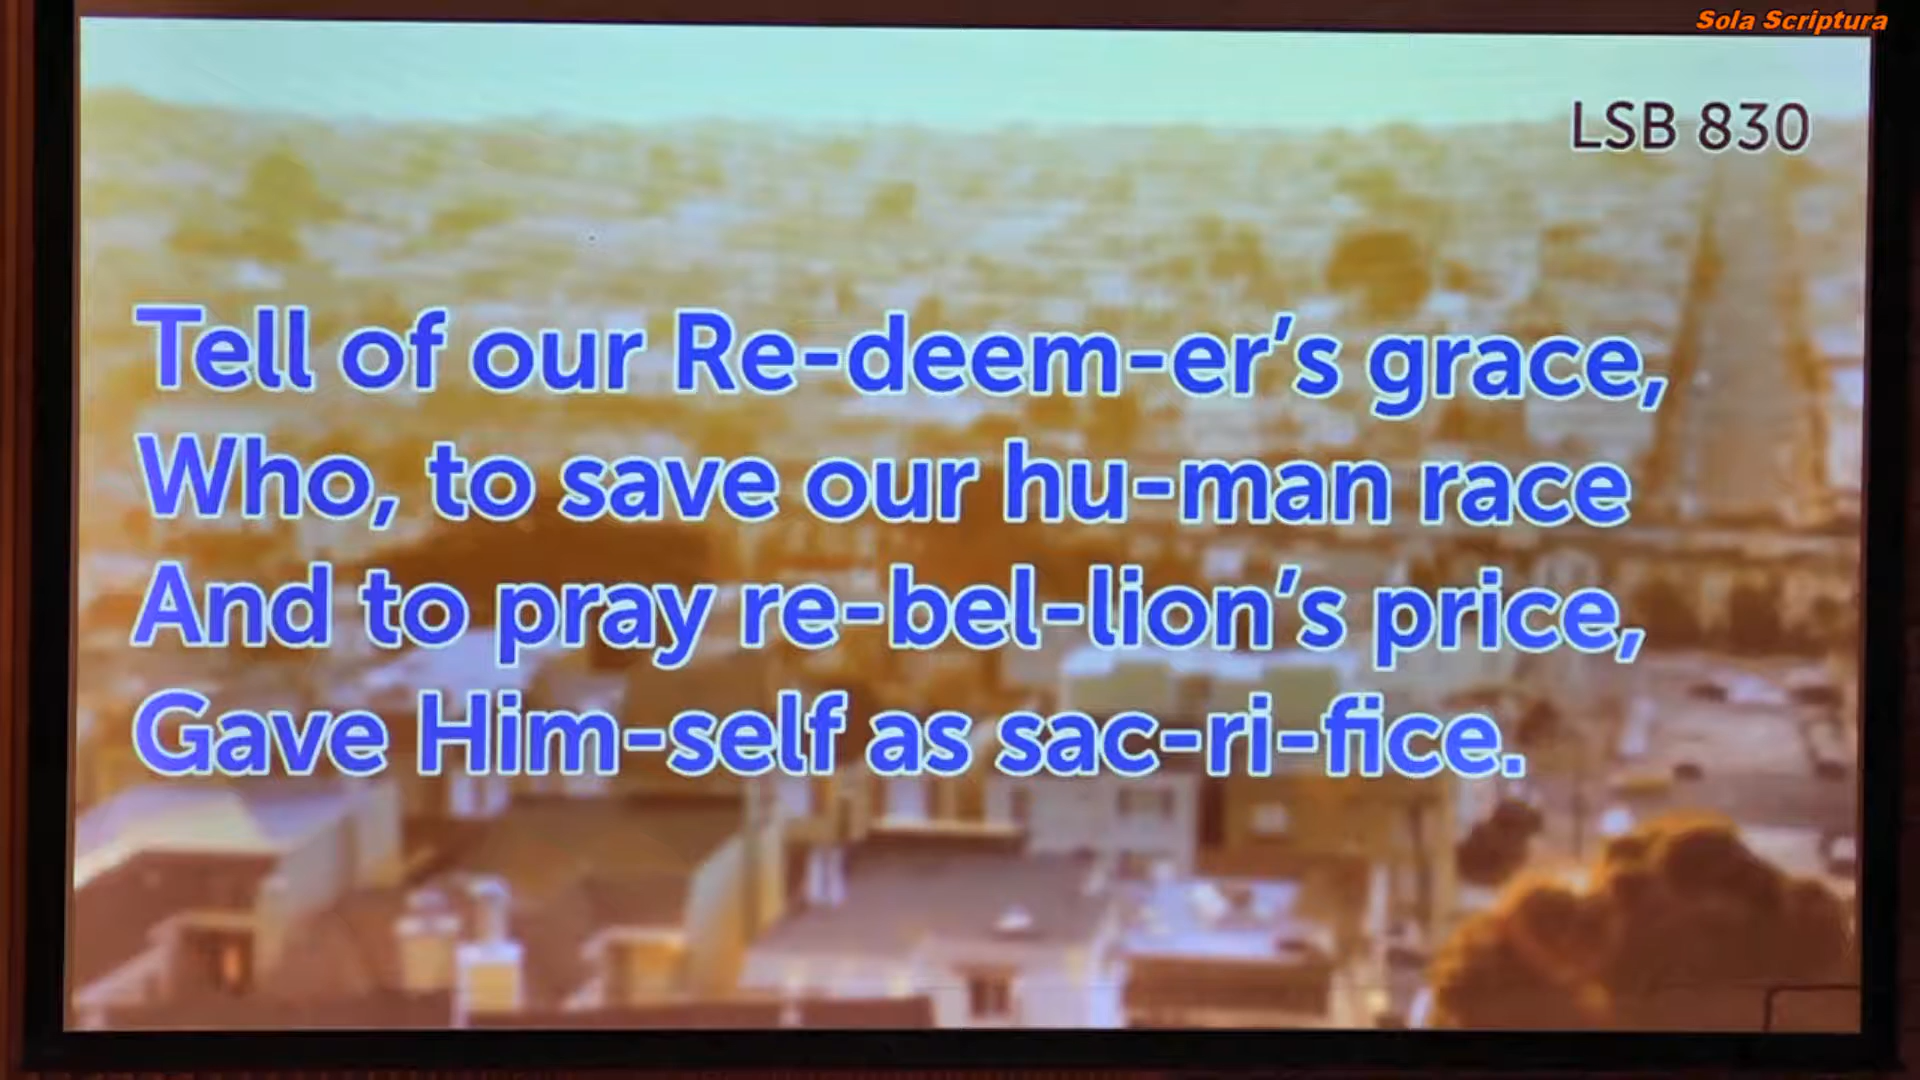 Sola Scriptura
LSB 830
Tell of our Re-deem-er's grace,
Who, to save our hu-man race
And to pray re-bel-lion's price,
Gave Him-self as sac-ri-fice.